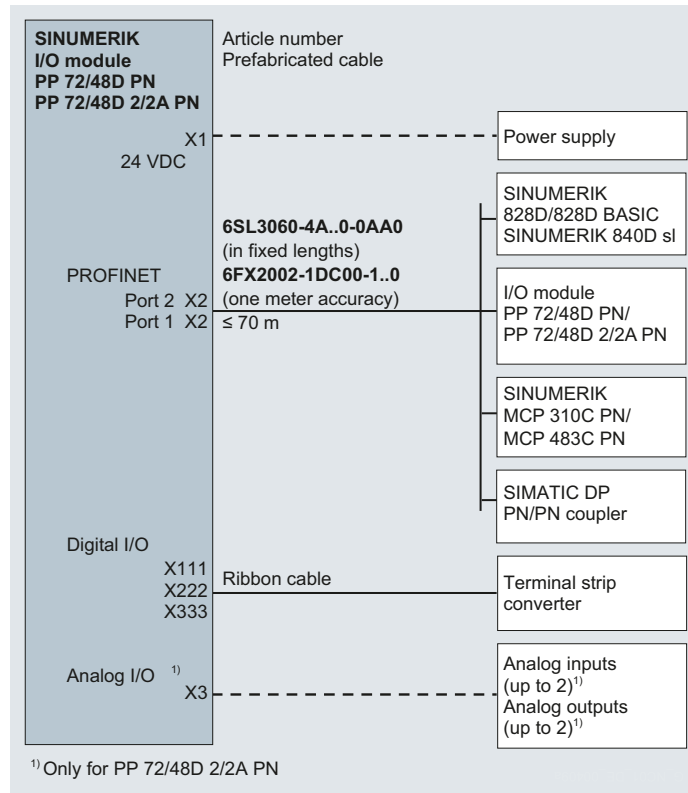 SINUMERIK
I/O module
PP 72/48D PN
PP 72/48D 2/2A PN
Article number
Prefabricated cable
X1
24 VDC
Power supply
SINUMERIK
828D/828D BASIC
SINUMERIK 840D sl
6SL3060-4A..0-0AA0
(in fixed lengths)
6FX2002-1DC00-1..0
(one meter accuracy)
≤ 70 m
PROFINET
Port 2 X2
Port 1 X2
I/O module
PP 72/48D PN/
PP 72/48D 2/2A PN
SINUMERIK
MCP 310C PN/
MCP 483C PN
SIMATIC DP
PN/PN coupler
Digital I/O
X111
X222
X333
Ribbon cable
Terminal strip
converter
Analog I/O 1)
X3
Analog inputs
(up to 2)1)
Analog outputs
(up to 2)1)
1) Only for PP 72/48D 2/2A PN